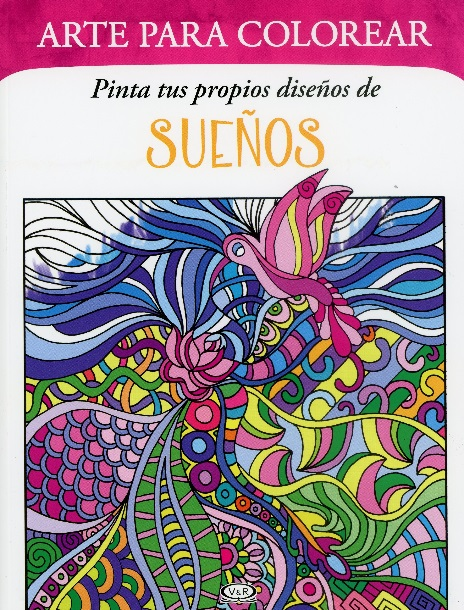 ARTE PARA COLOREAR
Pinta tus propios diseños de
SUEÑOS
V&R